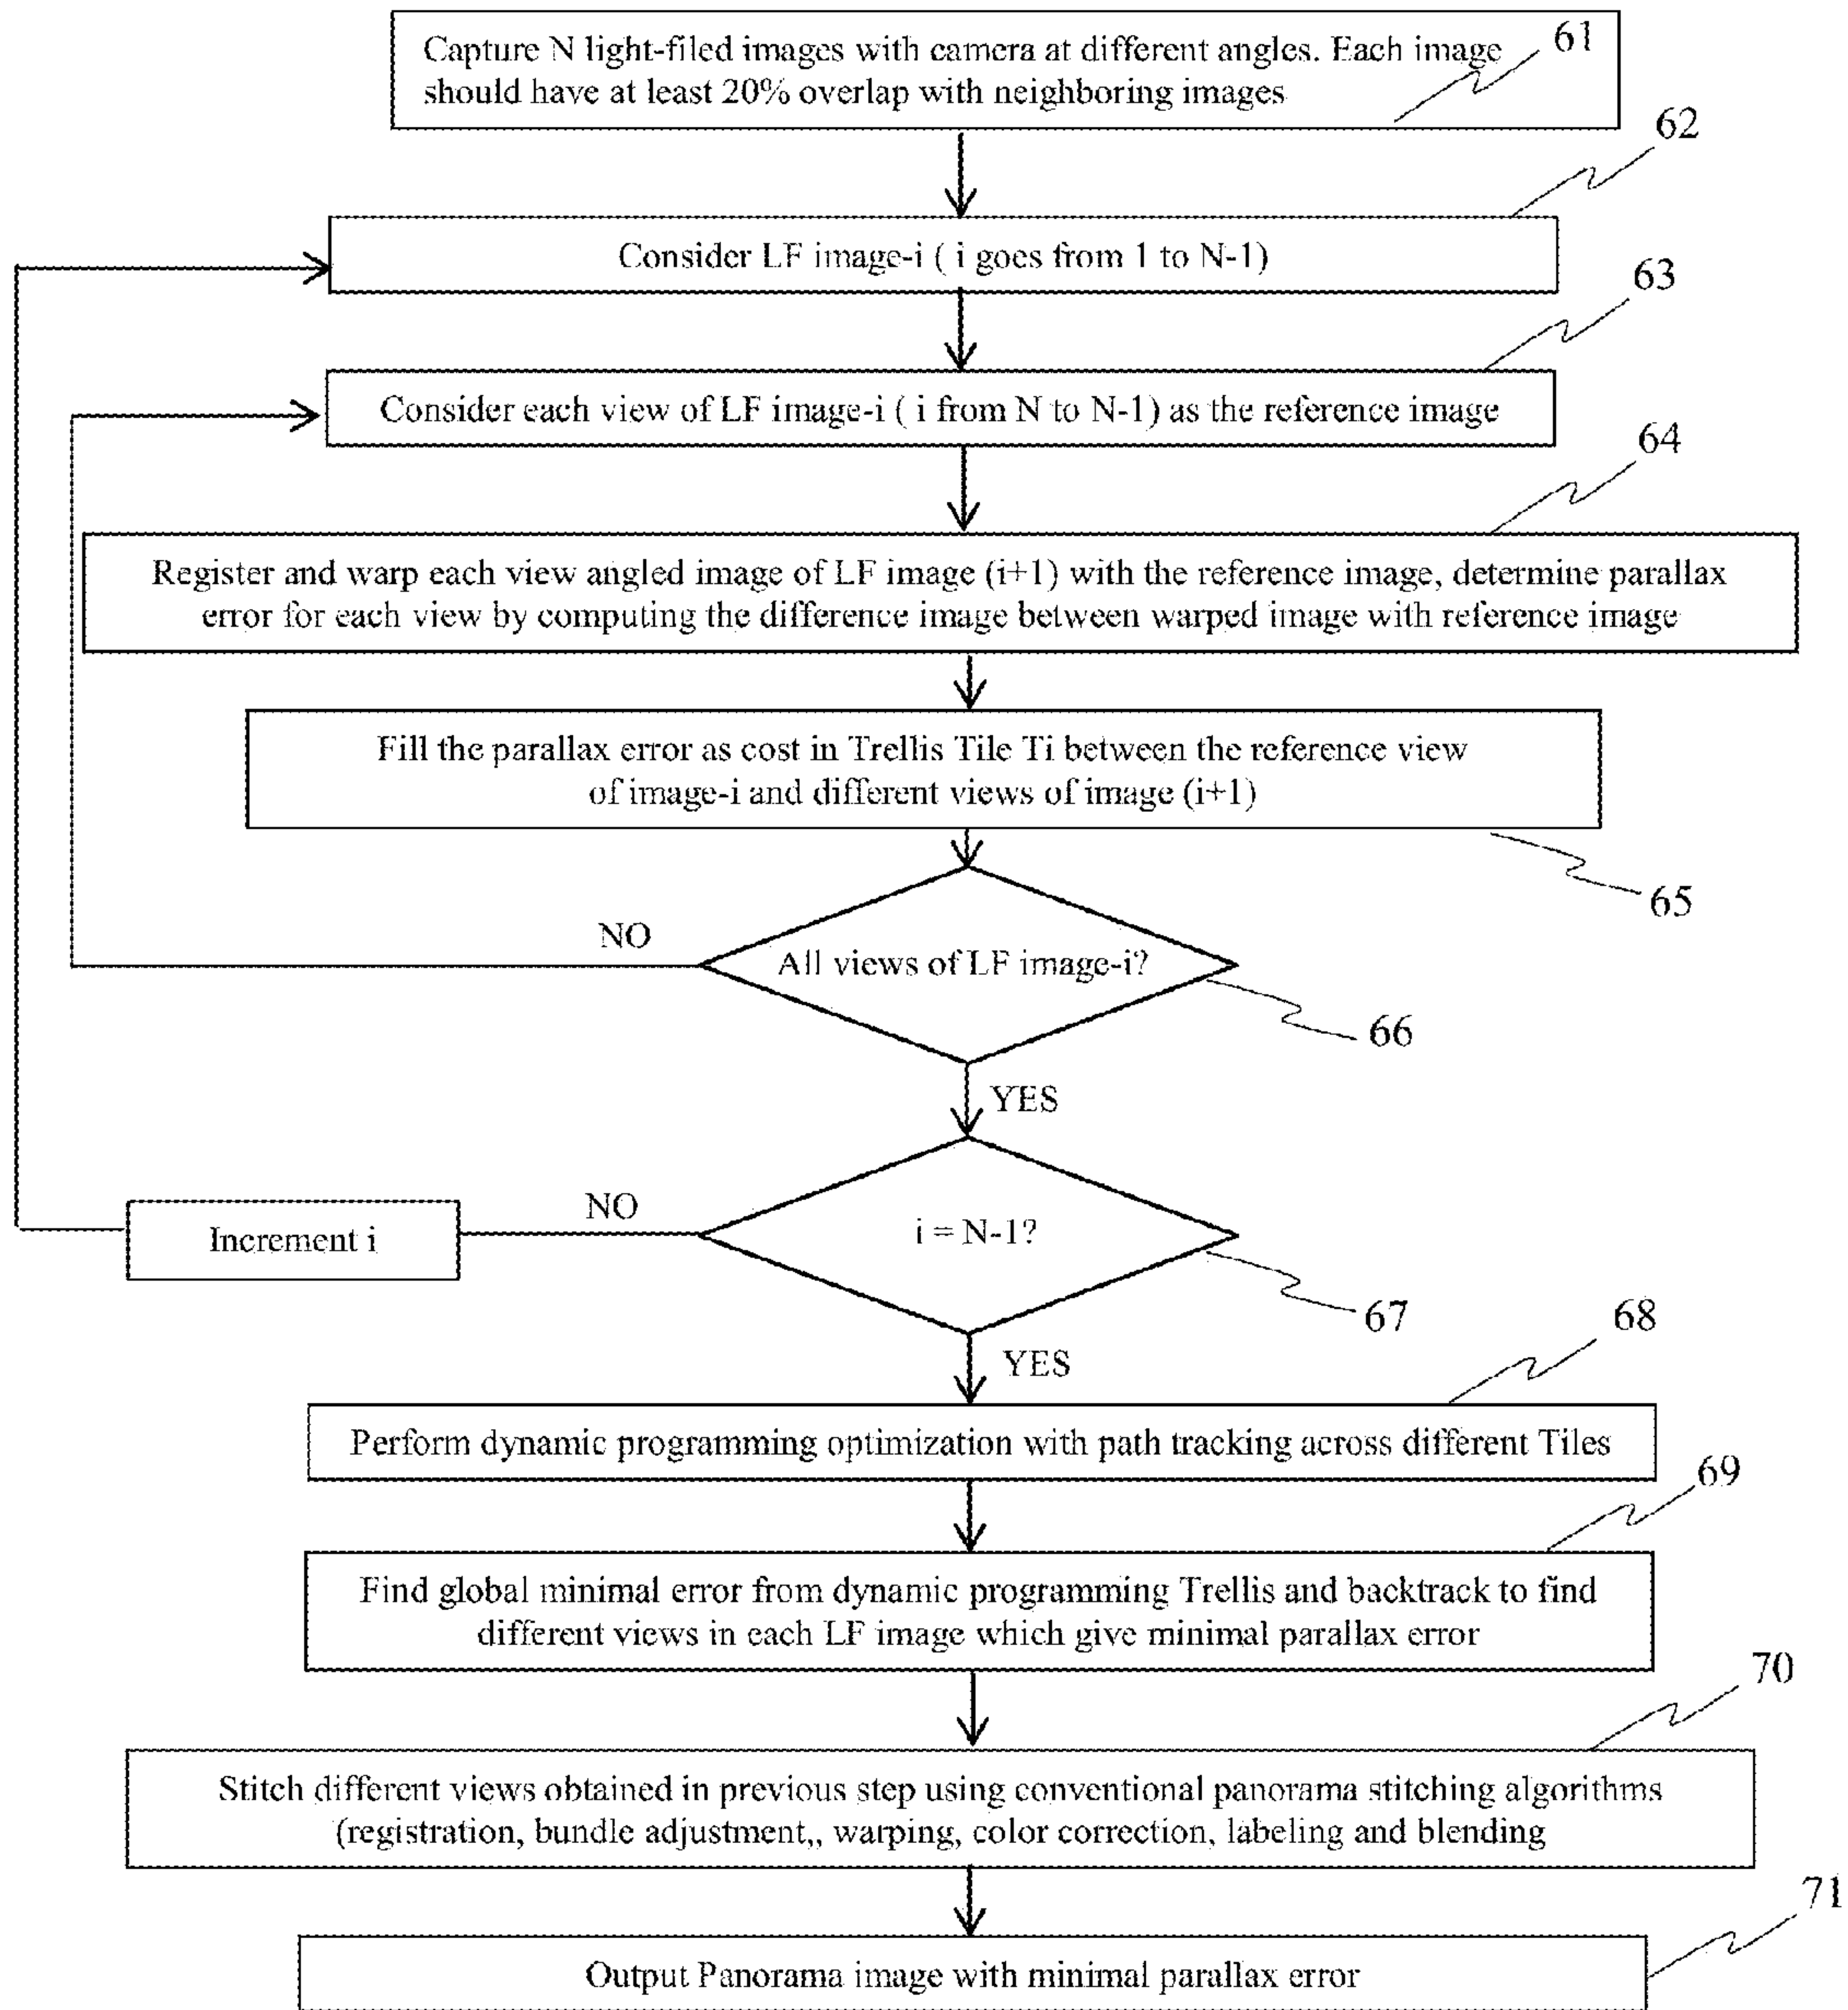 Capture N light-filed images with camera at different angles. Each image
should have at least 20% overlap with neighboring images
61
62
Consider LF image-i ( i goes from 1 to N-1)
63
Consider each view of LF image-i ( i from N to N-1) as the reference image
64
Register and warp each view angled image of LF image (i+1) with the reference image, determine parallax
error for each view by computing the difference image between warped image with reference image
Fill the parallax error as cost in Trellis Tile Ti between the reference view
of image-i and different views of image (i+1)
65
NO
All views of LF image-i?
66
YES
Increment i
NO
i = N-1?
67
YES
68
Perform dynamic programming optimization with path tracking across different Tiles
69
Find global minimal error from dynamic programming Trellis and backtrack to find
different views in each LF image which give minimal parallax error
70
Stitch different views obtained in previous step using conventional panorama stitching algorithms
(registration, bundle adjustment,, warping, color correction, labeling and blending
71
Output Panorama image with minimal parallax error